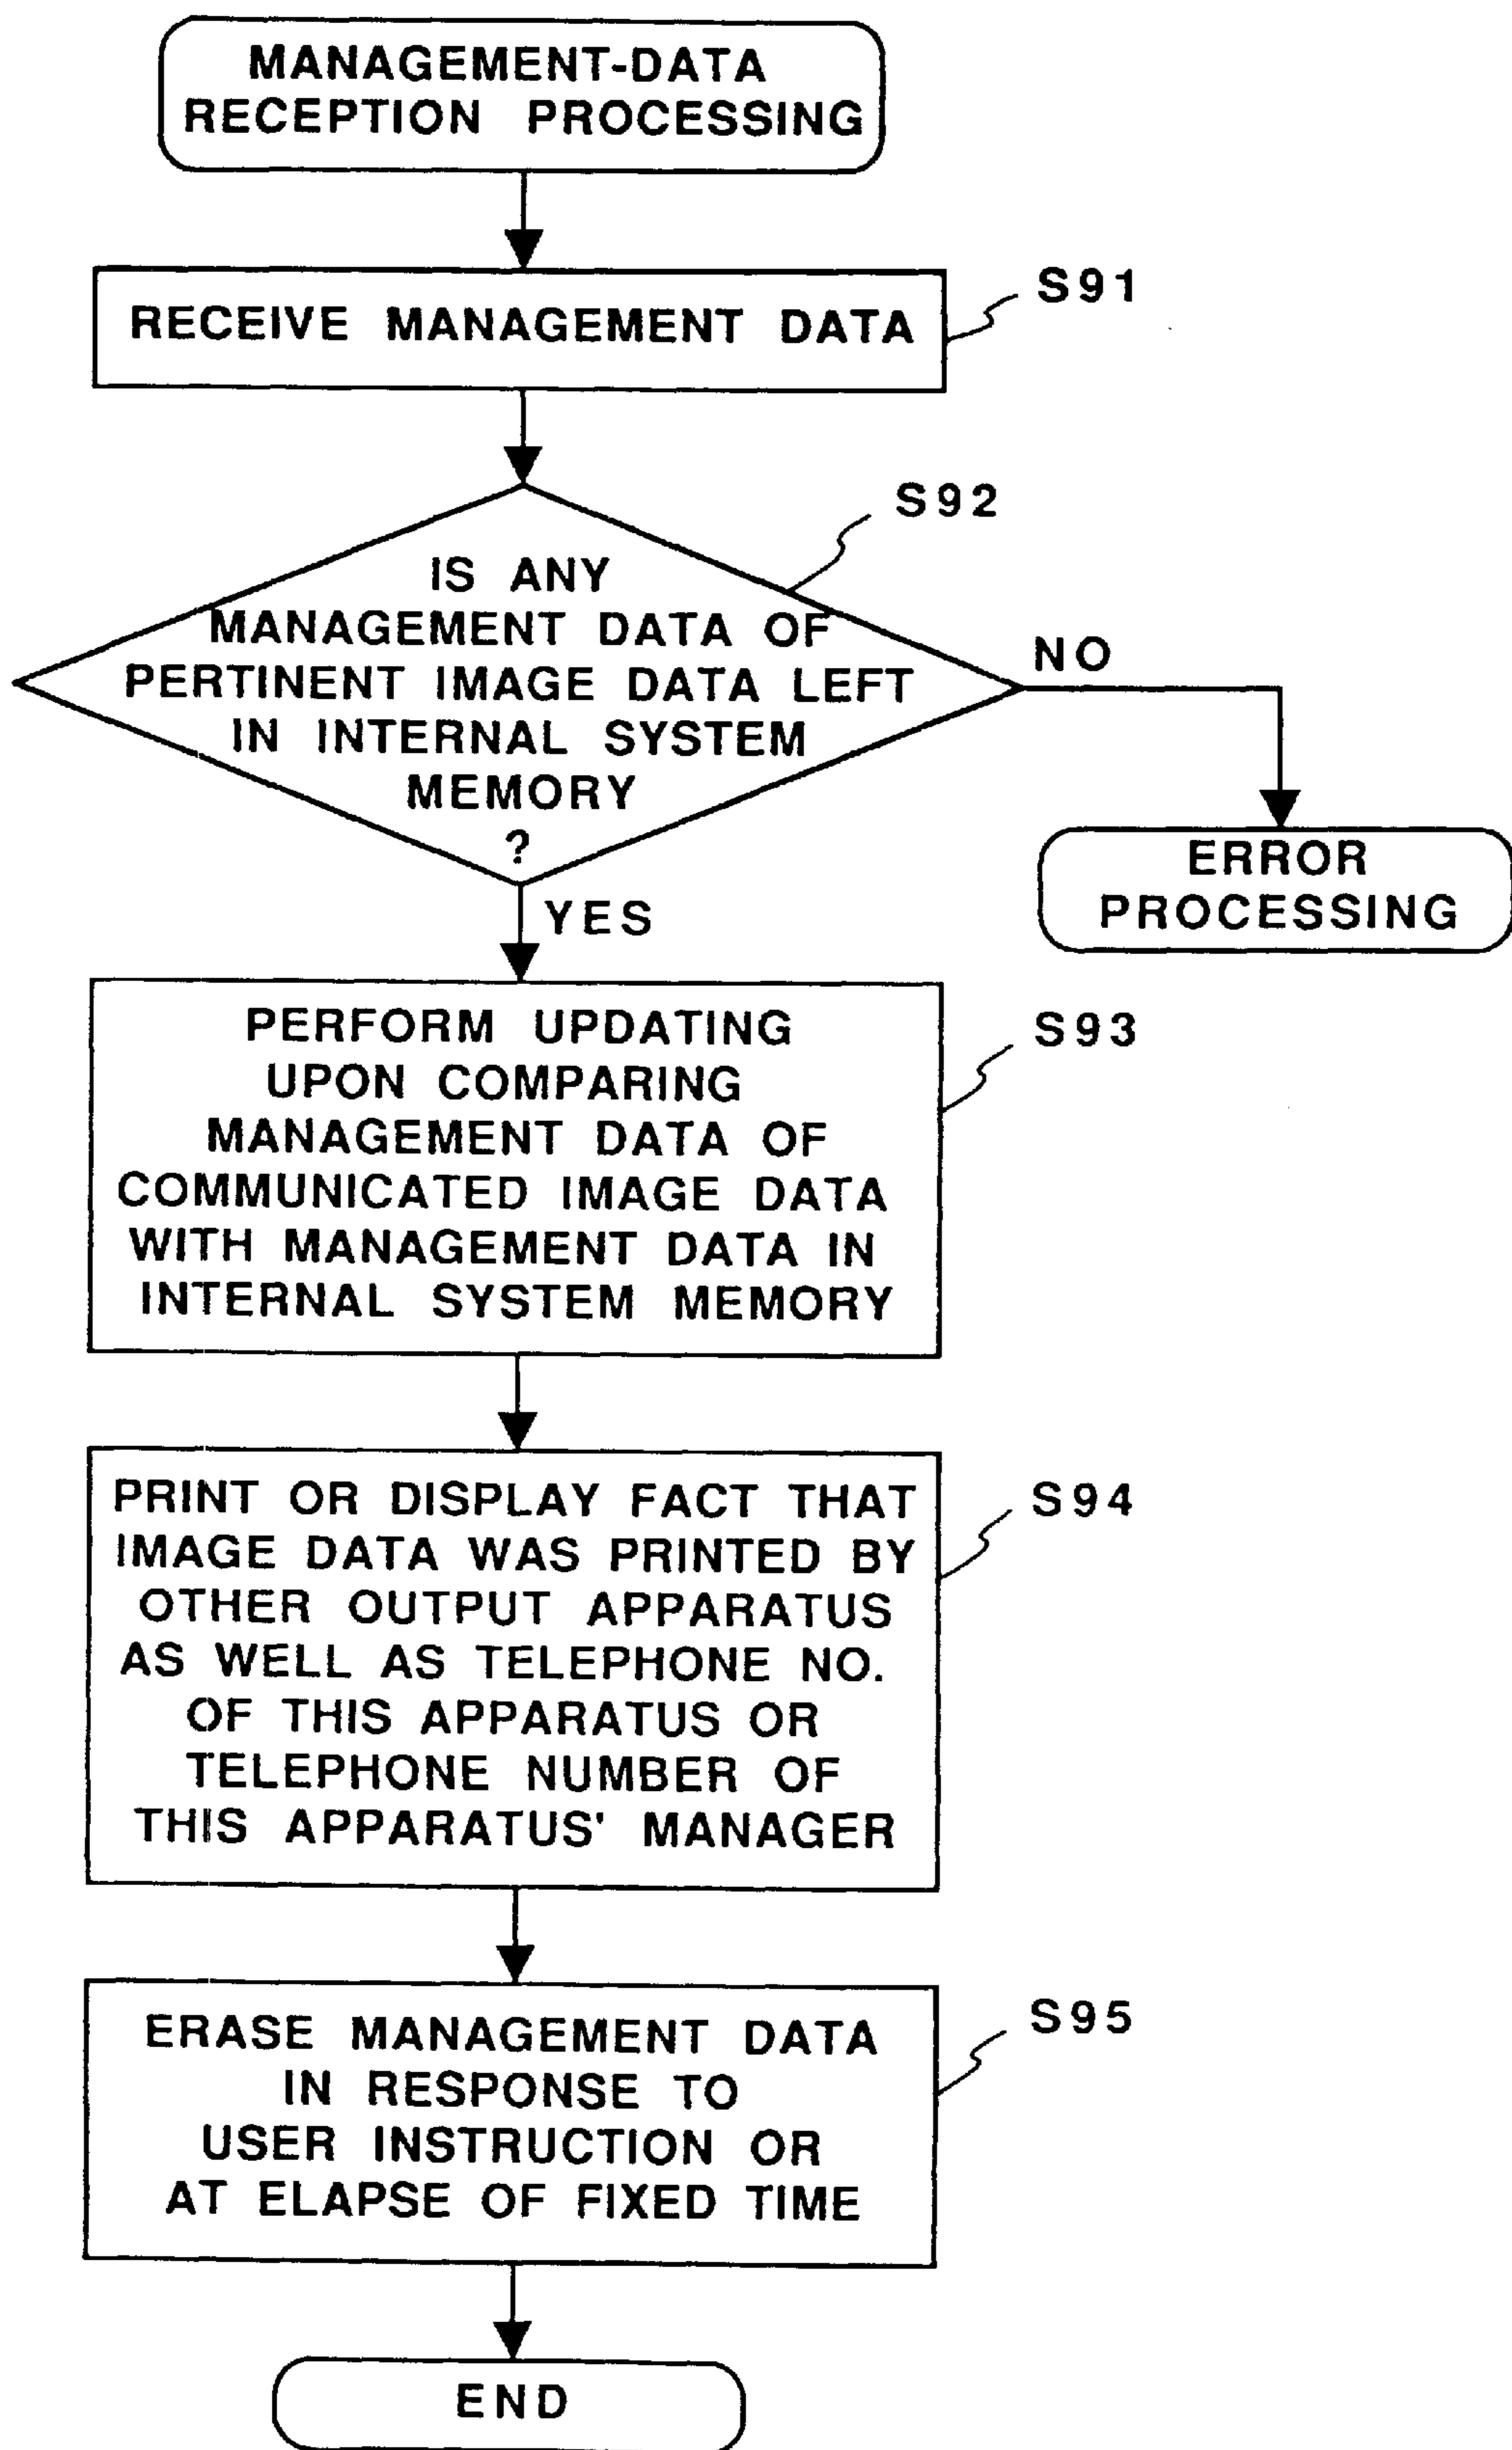 MANAGEMENT-DATA
RECEPTION PROCESSING
RECEIVE MANAGEMENT DATA
S91
S92
IS ANY
MANAGEMENT DATA OF
PERTINENT IMAGE DATA LEFT
IN INTERNAL SYSTEM
MEMORY
?
NO
ERROR
PROCESSING
YES
PERFORM UPDATING
UPON COMPARING
MANAGEMENT DATA OF
COMMUNICATED IMAGE DATA
WITH MANAGEMENT DATA IN
INTERNAL SYSTEM MEMORY
S93
PRINT OR DISPLAY FACT THAT
IMAGE DATA WAS PRINTED BY
OTHER OUTPUT APPARATUS
AS WELL AS TELEPHONE NO.
OF THIS APPARATUS OR
TELEPHONE NUMBER OF
THIS APPARATUS' MANAGER
S94
ERASE MANAGEMENT DATA
IN RESPONSE TO
USER INSTRUCTION OR
AT ELAPSE OF FIXED TIME
S95
END